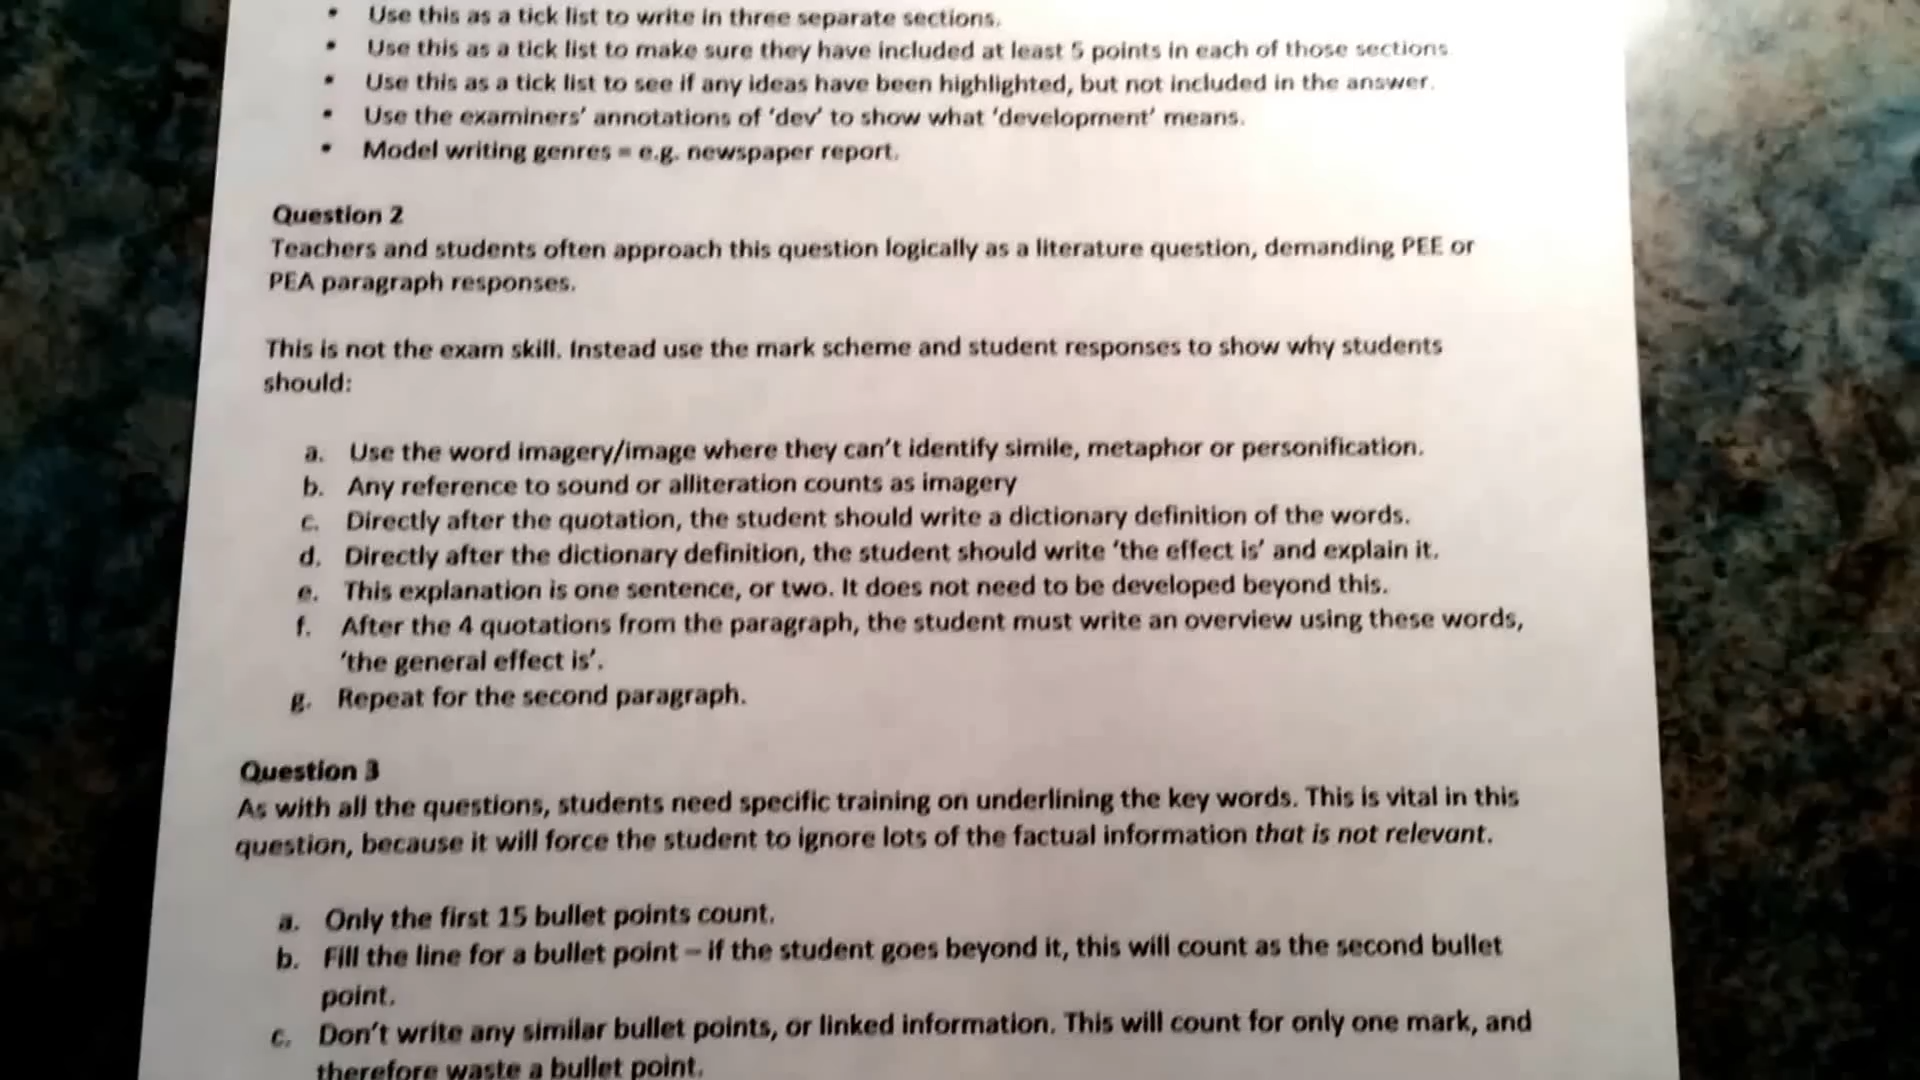 • Use this as a tick list to write in three separate sections.
• Use this as a tick list to make sure they have included at least 5 points in each of those sections.
• Use this as a tick list to see if any ideas have been highlighted, but not included in the answer.
• Use the examiners' annotations of 'dev' to show what 'development' means.
• Model writing genres = e.g. newspaper report.
Question 2
Teachers and students often approach this question logically as a literature question, demanding PEE or
PEA paragraph responses.
This is not the exam skill. Instead use the mark scheme and student responses to show why students
should:
a. Use the word imagery/image where they can't identify simile, metaphor or personification.
b. Any reference to sound or alliteration counts as imagery
c. Directly after the quotation, the student should write a dictionary definition of the words.
d. Directly after the dictionary definition, the student should write 'the effect is' and explain it.
e. This explanation is one sentence, or two. It does not need to be developed beyond this.
f. After the 4 quotations from the paragraph, the student must write an overview using these words,
'the general effect is'.
g. Repeat for the second paragraph.
Question 3
As with all the questions, students need specific training on underlining the key words. This is vital in this
question, because it will force the student to ignore lots of the factual information that is not relevant.
a. Only the first 15 bullet points count.
b. Fill the line for a bullet point – if the student goes beyond it, this will count as the second bullet
point.
c. Don't write any similar bullet points, or linked information. This will count for only one mark, and
therefore waste a bullet point.